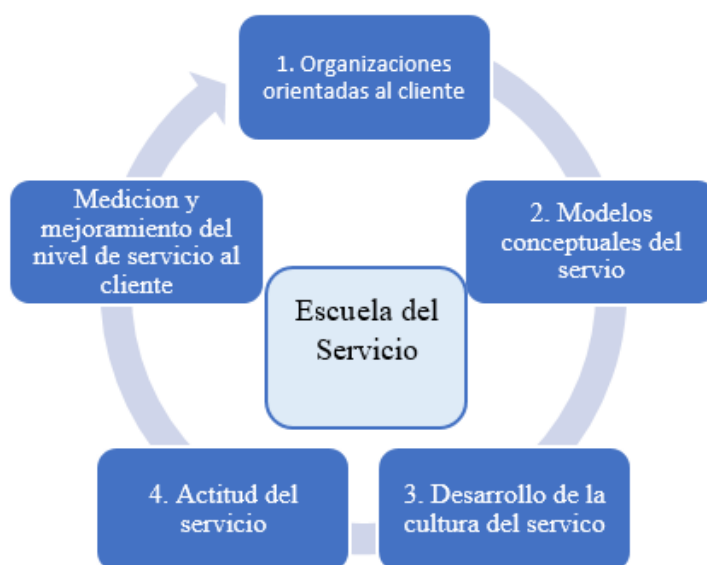 1. Organizaciones
orientadas al cliente
2. Modelos
conceptuales del
servio
3. Desarrollo de la
cultura del servico
4. Actitud del
servicio
Medicion y
mejoramiento del
nivel de servicio al
cliente
Escuela del
Servicio